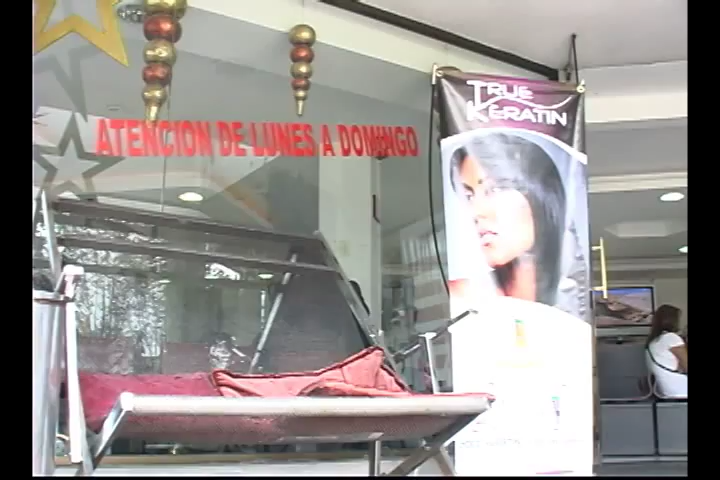 ATENCION DE LUNES A DOMINGO
TRUE
KERATIN